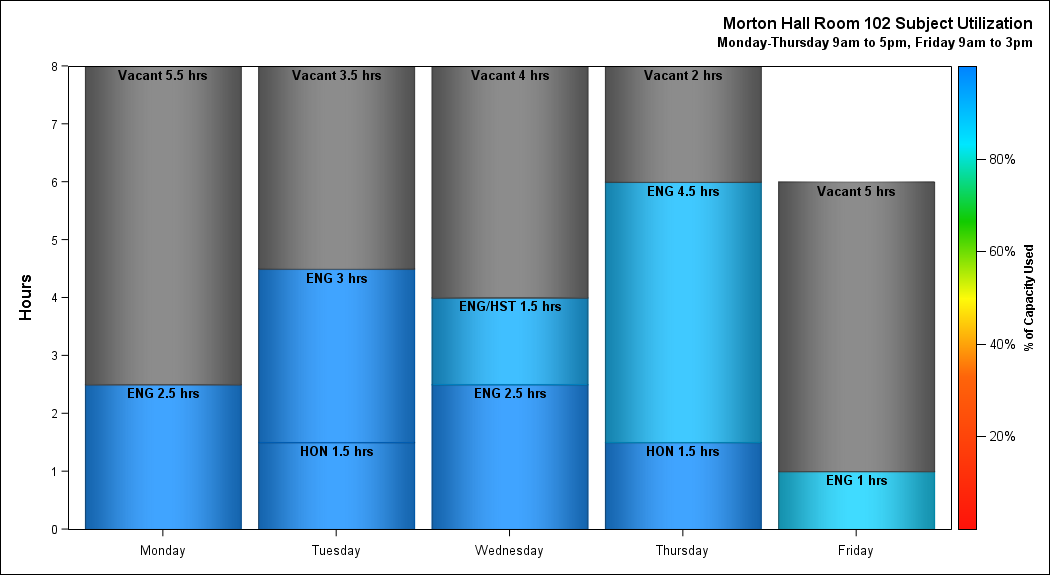 Morton Hall Room 102 Subject Utilization
Monday-Thursday 9am to 5pm, Friday 9am to 3pm
Hours
8
7
6
5
4
3
2
1
0
Vacant 5.5 hrs
ENG 2.5 hrs
Vacant 3.5 hrs
ENG 3 hrs
HON 1.5 hrs
Vacant 4 hrs
ENG/HST 1.5 hrs
ENG 2.5 hrs
Vacant 2 hrs
ENG 4.5 hrs
HON 1.5 hrs
Vacant 5 hrs
ENG 1 hrs
Monday
Tuesday
Wednesday
Thursday
Friday
80%
60%
40%
20%
% of Capacity Used